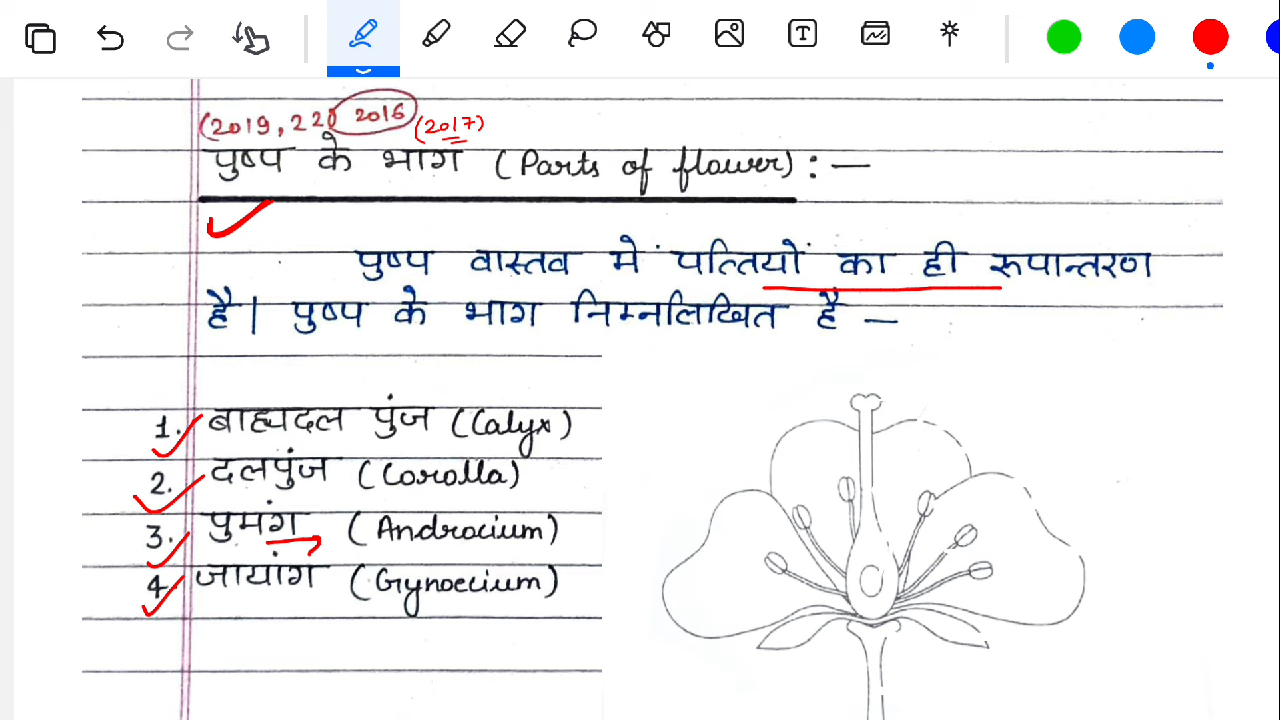 (2019, 22) 2016 (2017)
पुष्प के भाग (Parts of flower) : —
पुष्प वास्तव में पत्तियों का ही रूपान्तरण
है। पुष्प के भाग निम्नलिखित है —
1. बाह्यदल पुंज (Calyx)
2. दलपुंज (Corolla)
3. पुमंग (Androcium)
4. जायांग (Gynoecium)